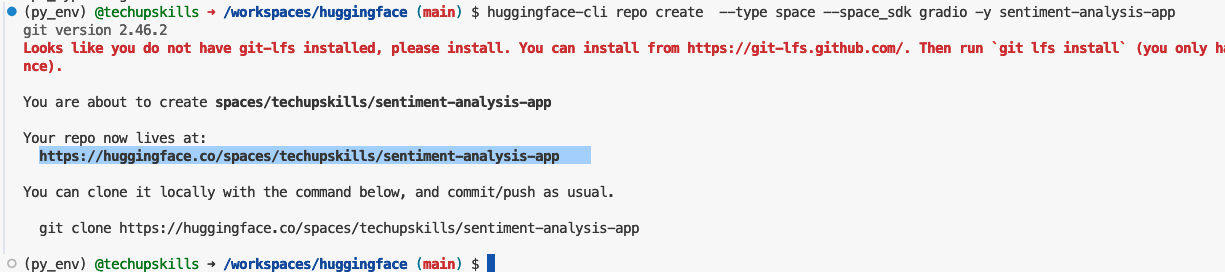 (py_env) @techupskills → /workspaces/huggingface (main) $ huggingface-cli repo create --type space --space_sdk gradio -y sentiment-analysis-app
git version 2.46.2
Looks like you do not have git-lfs installed, please install. You can install from https://git-lfs.github.com/. Then run `git lfs install` (you only ha
nce).
You are about to create spaces/techupskills/sentiment-analysis-app
Your repo now lives at:
https://huggingface.co/spaces/techupskills/sentiment-analysis-app
You can clone it locally with the command below, and commit/push as usual.
git clone https://huggingface.co/spaces/techupskills/sentiment-analysis-app
(py_env) @techupskills → /workspaces/huggingface (main) $